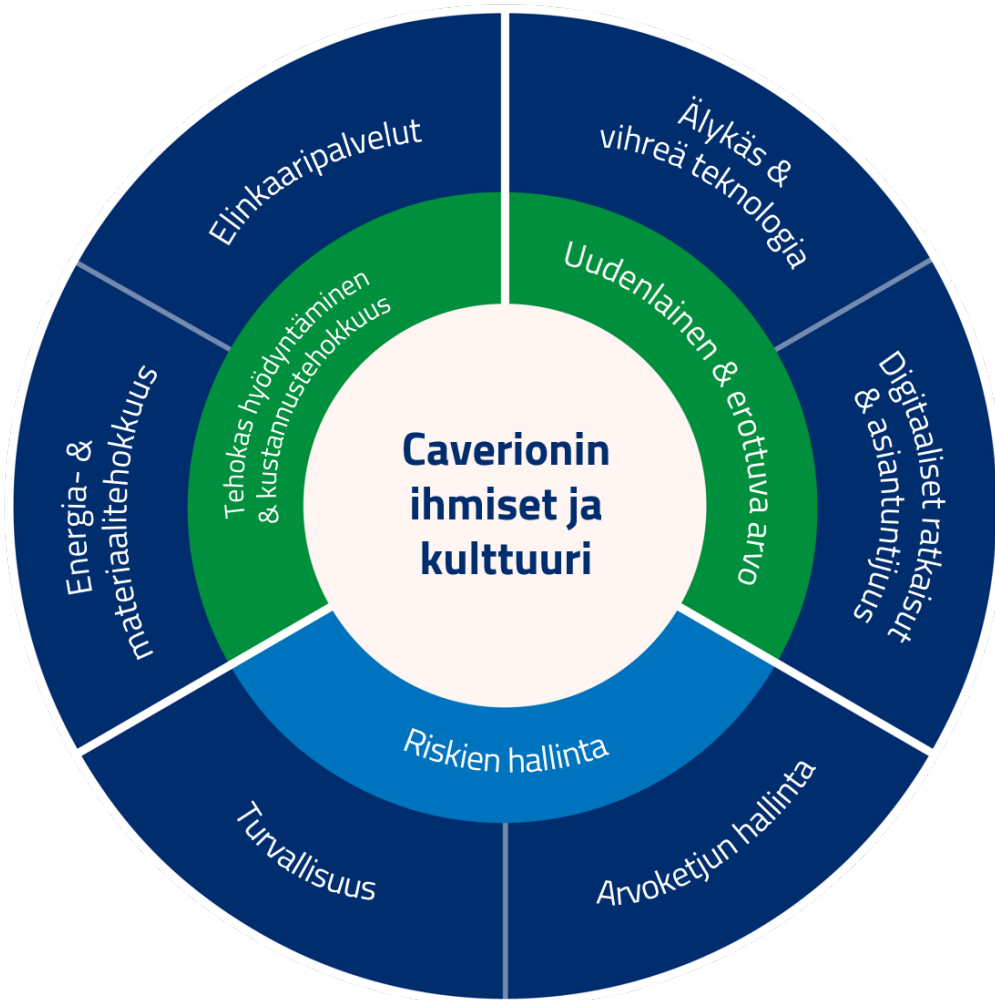 Elinkaaripalvelut
Älykäs &
vihreä teknologia
Tehokas hyödyntäminen
& kustannustehokkuus
Uudenlainen & erottuva arvo
Energia- &
materiaalitehokkuus
Digitaaliset ratkaisut
& asiantuntijuus
Caverionin
ihmiset ja
kulttuuri
Riskien hallinta
Turvallisuus
Arvoketjun hallinta